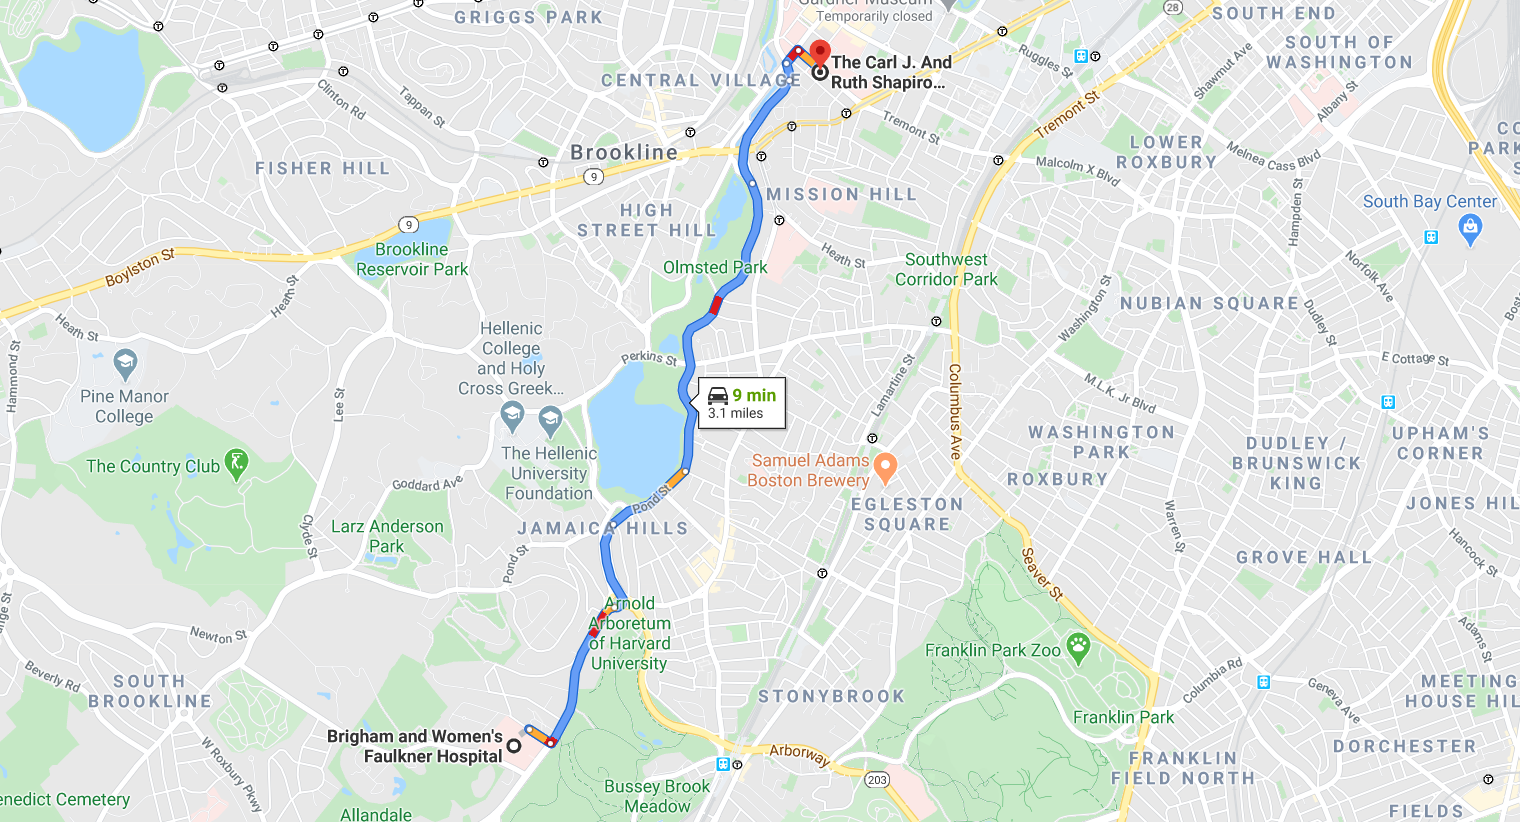 Gardner Museum
Temporarily closed
GRIGGS PARK
SOUTH END
28
SOUTH OF
WASHINGTON
Ruggles St
Shawmut Ave
Albany St
CENTRAL VILLAGE
The Carl J. And
Ruth Shapiro...
Clinton Rd
Tappan St
Tremont St
Tremont St
LOWER
ROXBURY
Melnea Cass Blvd
Malcolm X Blvd
Brookline
9
FISHER HILL
MISSION HILL
HIGH
STREET HILL
Hampden St
South Bay Center
9
Brookline
Reservoir Park
Boylston St
Heath St
Heath St
Olmsted Park
Heath St
Southwest
Corridor Park
Norfolk Ave
Washington St
NUBIAN SQUARE
Dudley St
Hammond St
Hellenic
College
and Holy
Cross Greek...
Perkins St
E Cottage St
Pine Manor
College
Lee St
9 min
3.1 miles
Lamartine St
Columbus Ave
M.L.K. Jr Blvd
WASHINGTON
PARK
DUDLEY /
BRUNSWICK
KING
UPHAM'S
CORNER
The Country Club
The Hellenic
University
Foundation
Goddard Ave
Samuel Adams
Boston Brewery
ROXBURY
EGLESTON
SQUARE
JONES HIL
Pond St
JAMAICA HILLS
Larz Anderson
Park
Clyde St
Pond St
Warren St
Hancock St
GROVE HALL
Seaver St
Arnold
Arboretum
of Harvard
University
Newton St
Adams St
Franklin Park Zoo
Columbia Rd
Beverly Rd
SOUTH
BROOKLINE
STONYBROOK
Geneva Ave
MEETING
HOUSE HIL
Franklin Park
Brigham and Women's
Faulkner Hospital
W Roxbury Pkwy
Arborway
203
DORCHESTER
FRANKLIN
FIELD NORTH
Bussey Brook
Meadow
enedict Cemetery
Allandale
FIELDS